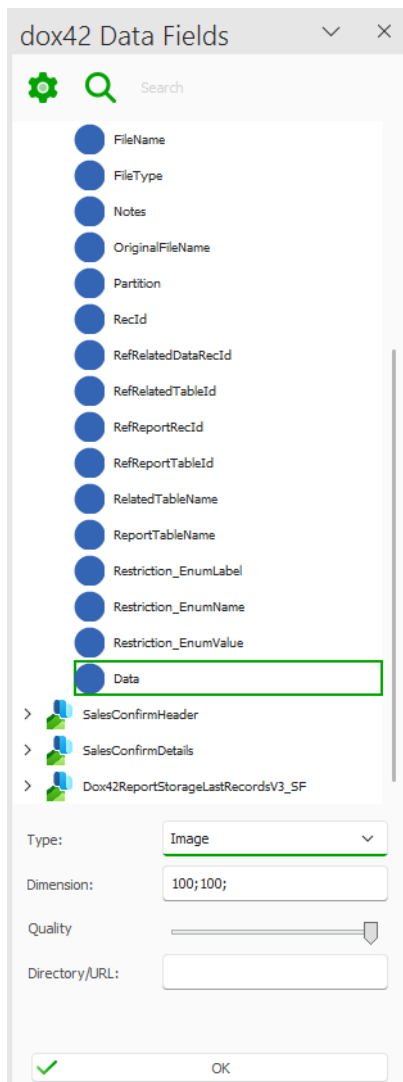 dox42 Data Fields
Search
FileName
FileType
Notes
OriginalFileName
Partition
RecId
RefRelatedDataRecId
RefRelatedTableId
RefReportRecId
RefReportTableId
RelatedTableName
ReportTableName
Restriction_EnumLabel
Restriction_EnumName
Restriction_EnumValue
Data
SalesConfirmHeader
SalesConfirmDetails
Dox42ReportStorageLastRecordsV3_SF
Type: Image
Dimension: 100;100;
Quality
Directory/URL:
OK